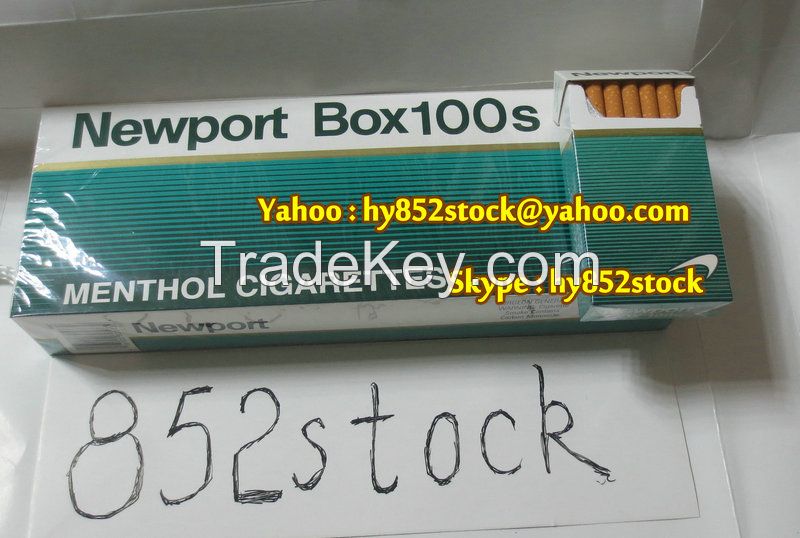 Newport Box100s
Newport
Yahoo : hy852stock@yahoo.com
TradeKey.com
MENTHOL CIGARETTES
Skype : hy852stock
Newport
852stock